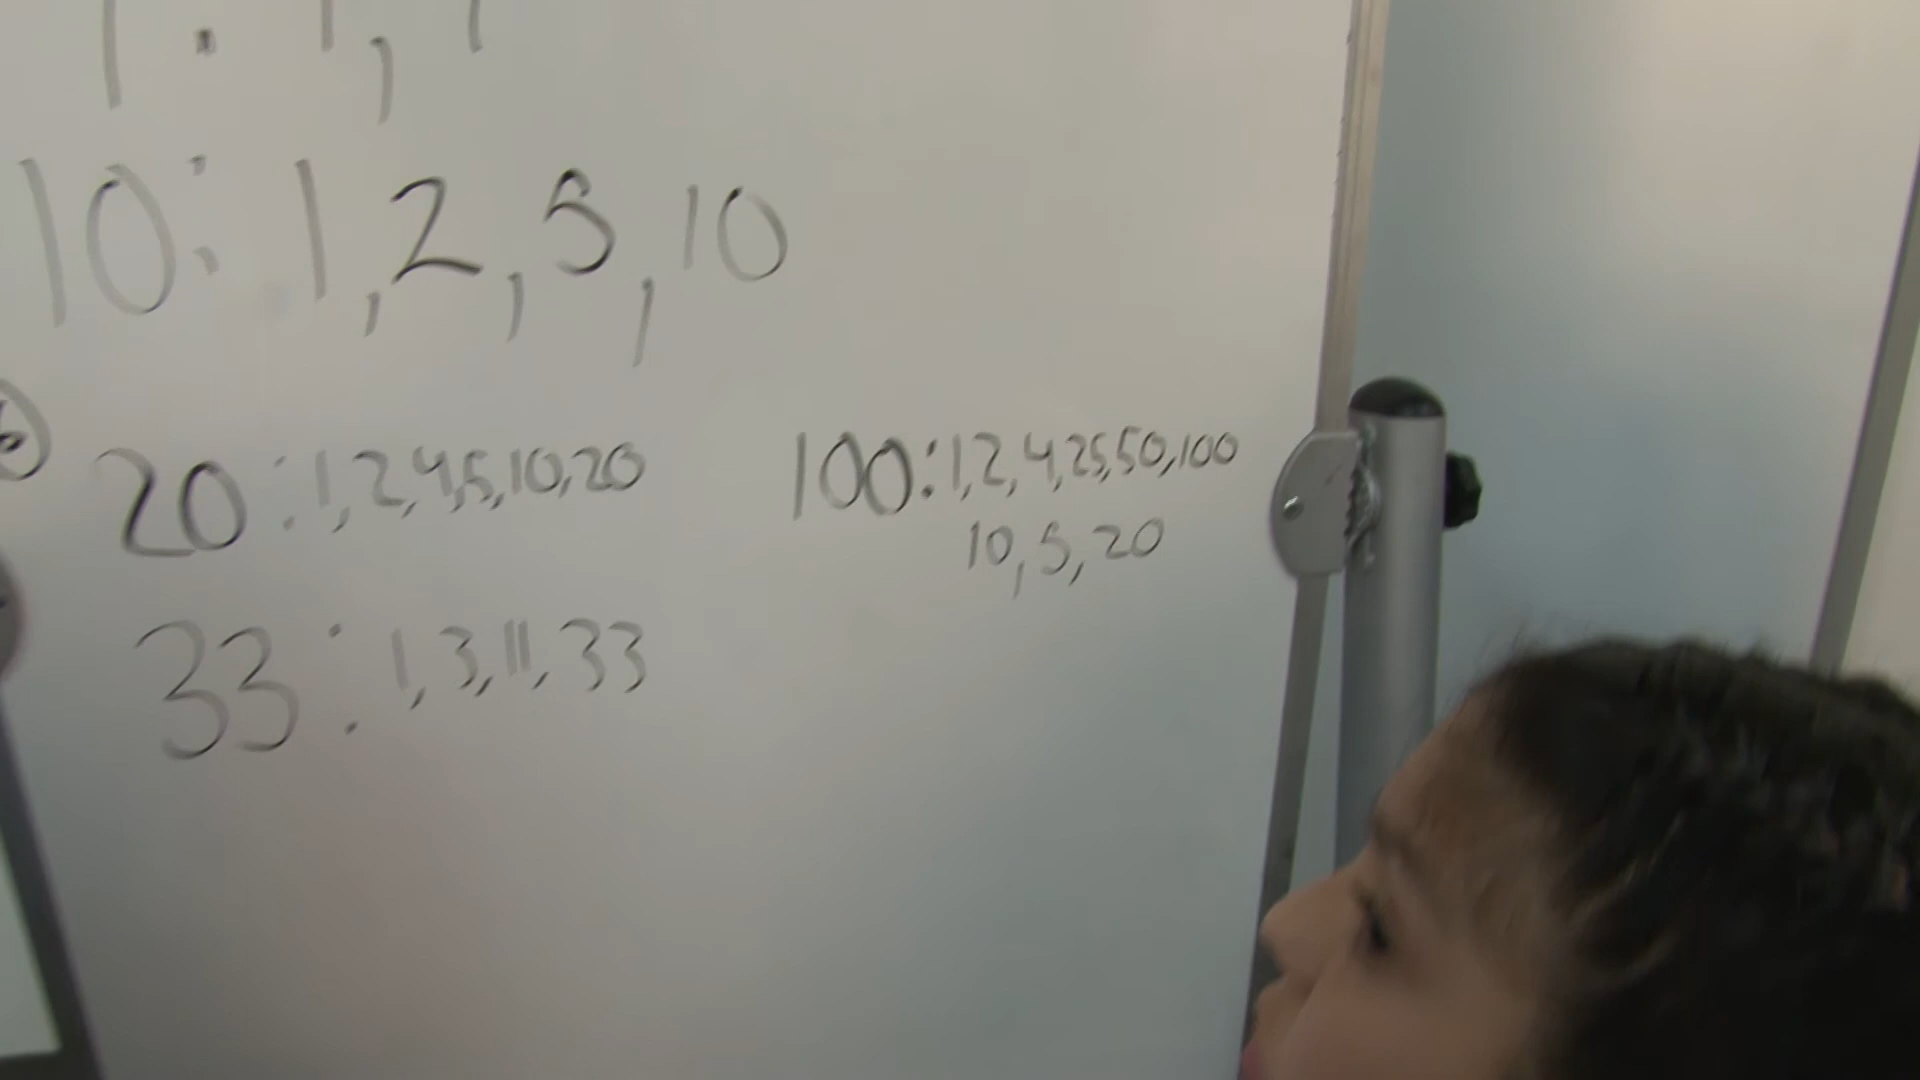 10: 1, 2, 5, 10
20: 1, 2, 4, 5, 10, 20
100: 1, 2, 4, 25, 50, 100
10, 5, 20
33: 1, 3, 11, 33